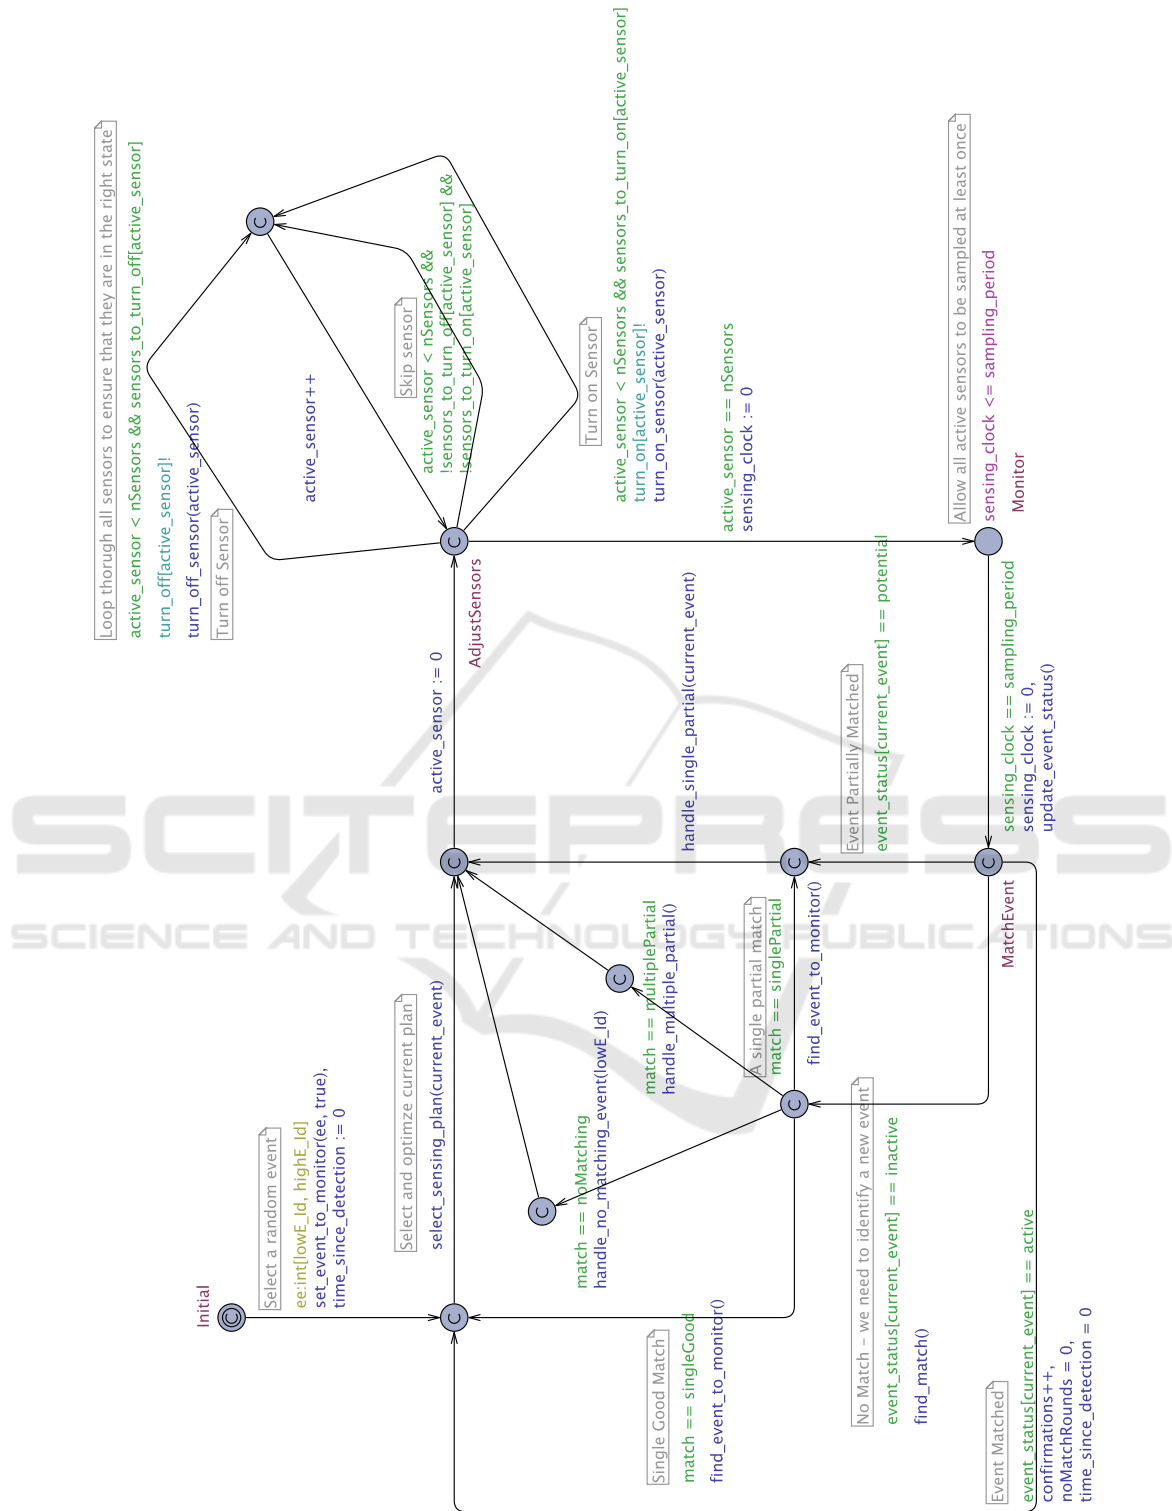 Initial
Select a random event
ee:int[lowE_Id, highE_Id]
set_event_to_monitor(ee, true),
time_since_detection := 0
Select and optimze current plan
select_sensing_plan(current_event)
active_sensor := 0
AdjustSensors
Loop thorugh all sensors to ensure that they are in the right state
active_sensor < nSensors && sensors_to_turn_off[active_sensor]
turn_off[active_sensor]!
turn_off_sensor(active_sensor)
Turn off Sensor
active_sensor++
Skip sensor
active_sensor < nSensors &&
!sensors_to_turn_off[active_sensor] &&
!sensors_to_turn_on[active_sensor]
Turn on Sensor
active_sensor < nSensors && sensors_to_turn_on[active_sensor]
turn_on[active_sensor]!
turn_on_sensor(active_sensor)
active_sensor == nSensors
sensing_clock := 0
Allow all active sensors to be sampled at least once
sensing_clock <= sampling_period
Monitor
sensing_clock == sampling_period
sensing_clock := 0,
update_event_status()
MatchEvent
Event Partially Matched
event_status[current_event] == potential
handle_single_partial(current_event)
A single partial match
match == singlePartial
find_event_to_monitor()
match == multiplePartial
handle_multiple_partial()
match == noMatching
handle_no_matching_event(lowE_Id)
Single Good Match
match == singleGood
find_event_to_monitor()
No Match - we need to identify a new event
event_status[current_event] == inactive
find_match()
Event Matched
event_status[current_event] == active
confirmations++,
noMatchRounds = 0,
time_since_detection = 0
C
C
C
C
C
C
C
C
C
C
SCITEPRESS
SCIENCE AND TECHNOLOGY PUBLICATIONS